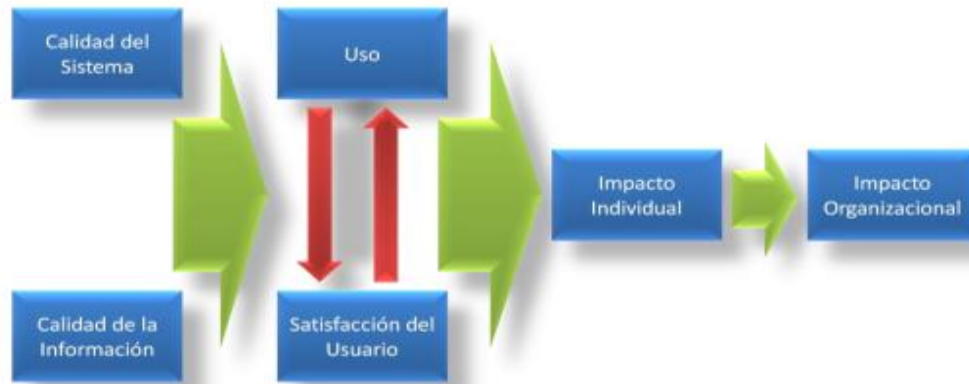 Calidad del
Sistema
Uso
Impacto
Individual
Impacto
Organizacional
Calidad de la
Información
Satisfacción del
Usuario